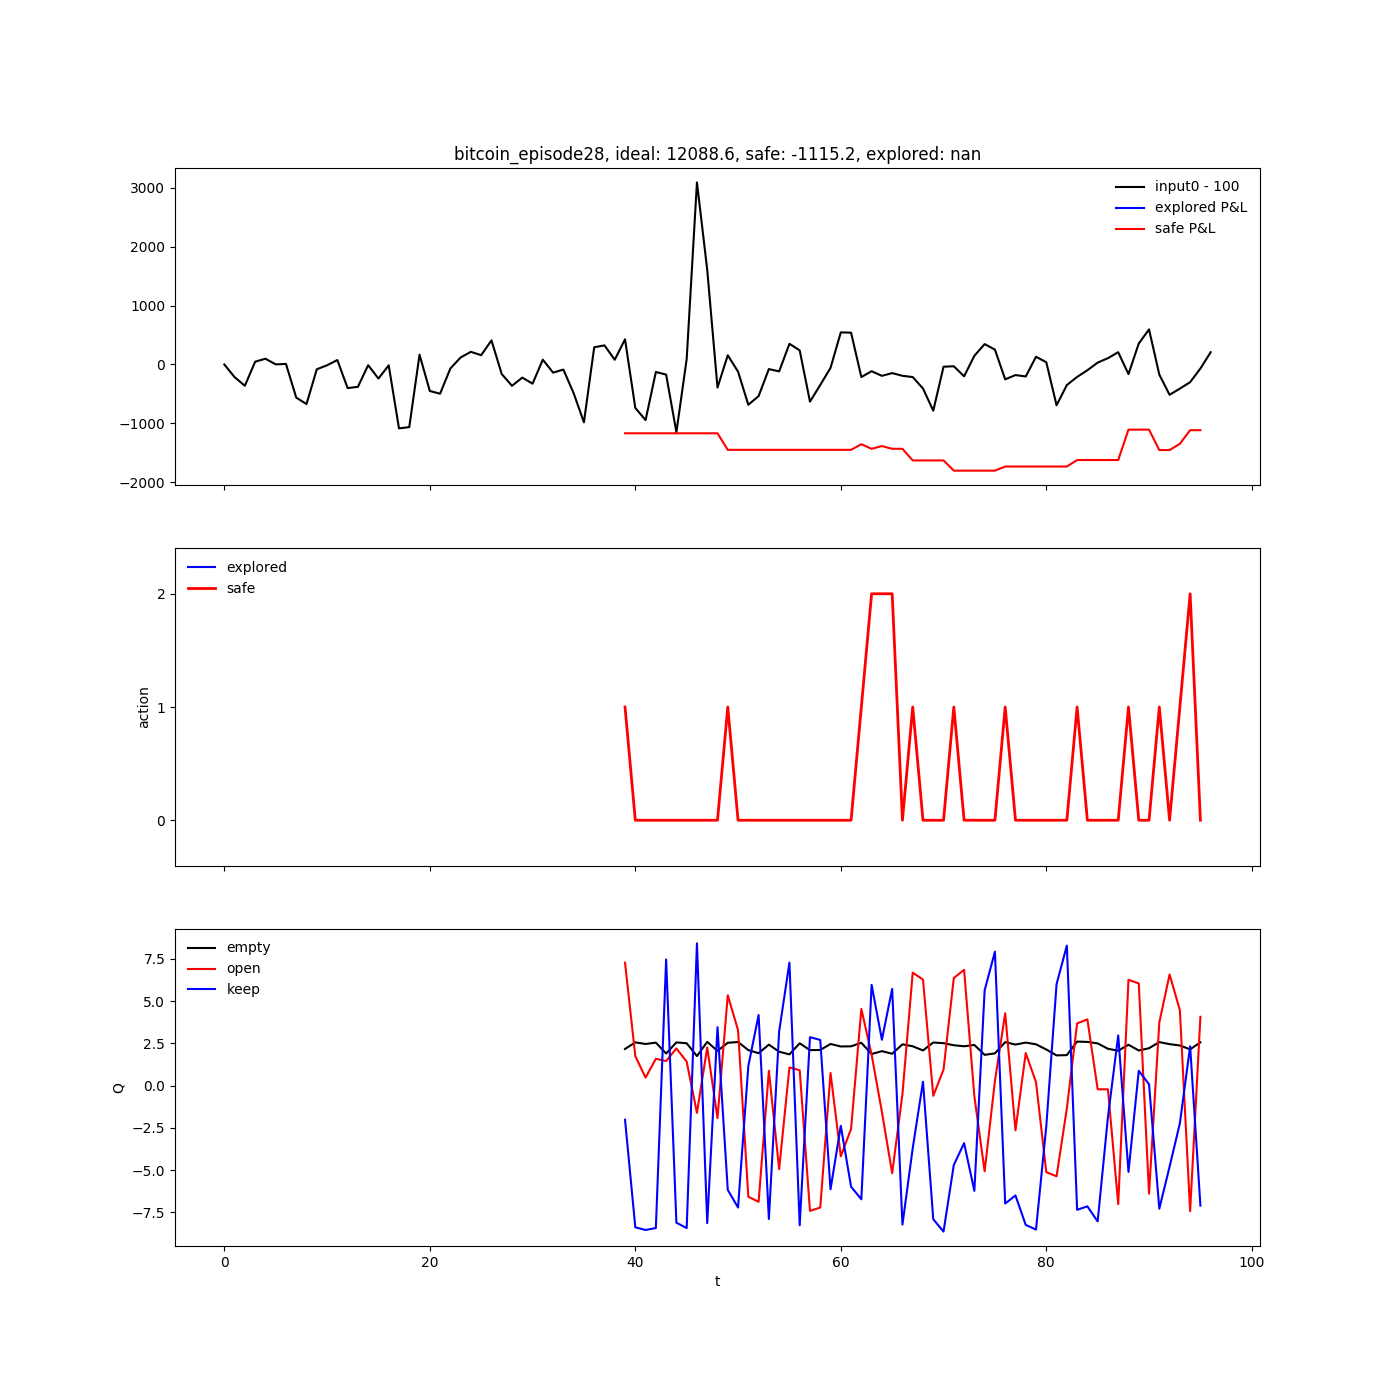 bitcoin_episode28, ideal: 12088.6, safe: -1115.2, explored: nan
3000
2000
1000
0
−1000
−2000
input0 - 100
explored P&L
safe P&L
explored
safe
2
1
0
action
empty
open
keep
7.5
5.0
2.5
0.0
−2.5
−5.0
−7.5
Q
0 20 40 60 80 100
t